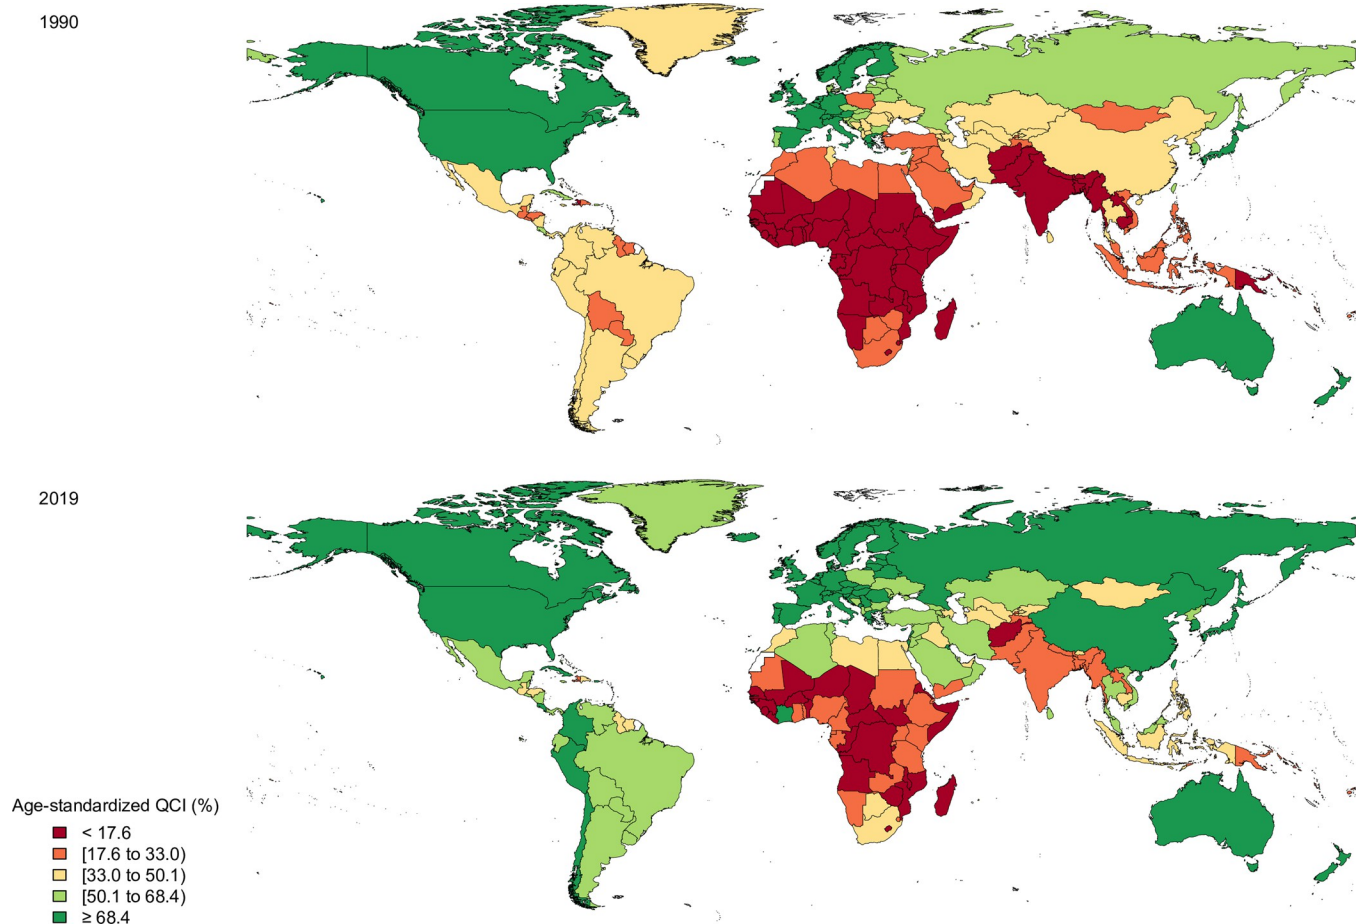 1990
2019
Age-standardized QCI (%)
< 17.6
[17.6 to 33.0)
[33.0 to 50.1)
[50.1 to 68.4)
≥ 68.4